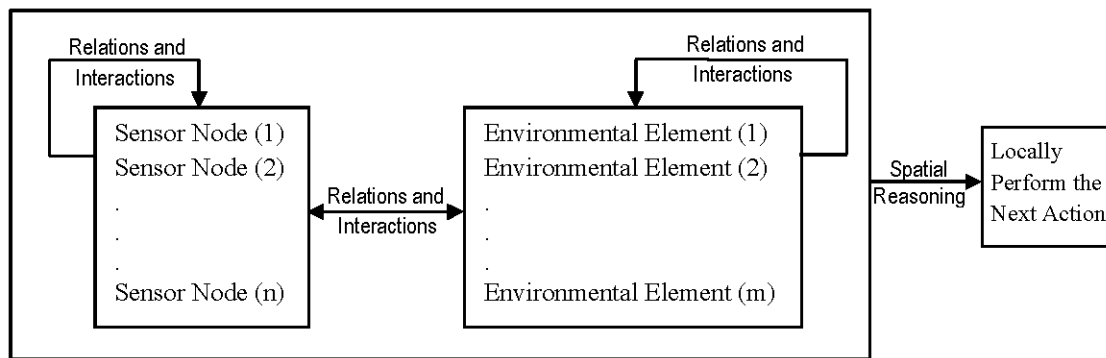 Relations and
Interactions
Relations and
Interactions
Sensor Node (1)
Sensor Node (2)
.
.
.
Sensor Node (n)
Relations and
Interactions
Environmental Element (1)
Environmental Element (2)
.
.
.
Environmental Element (m)
Spatial
Reasoning
Locally
Perform the
Next Action